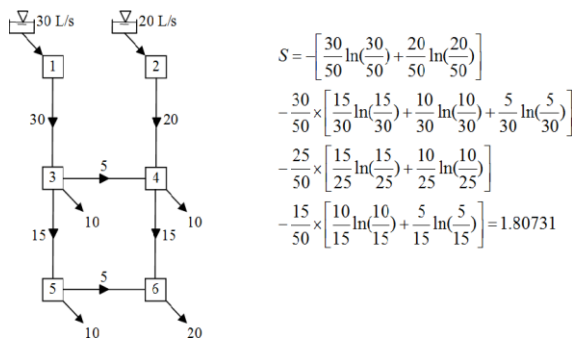 30 L/s
20 L/s
1
2
30
20
3
5
4
10
10
15
15
5
5
6
10
20
S = -[30/50 ln(30/50) + 20/50 ln(20/50)]
-30/50 × [15/30 ln(15/30) + 10/30 ln(10/30) + 5/30 ln(5/30)]
-25/50 × [15/25 ln(15/25) + 10/25 ln(10/25)]
-15/50 × [10/15 ln(10/15) + 5/15 ln(5/15)] = 1.80731